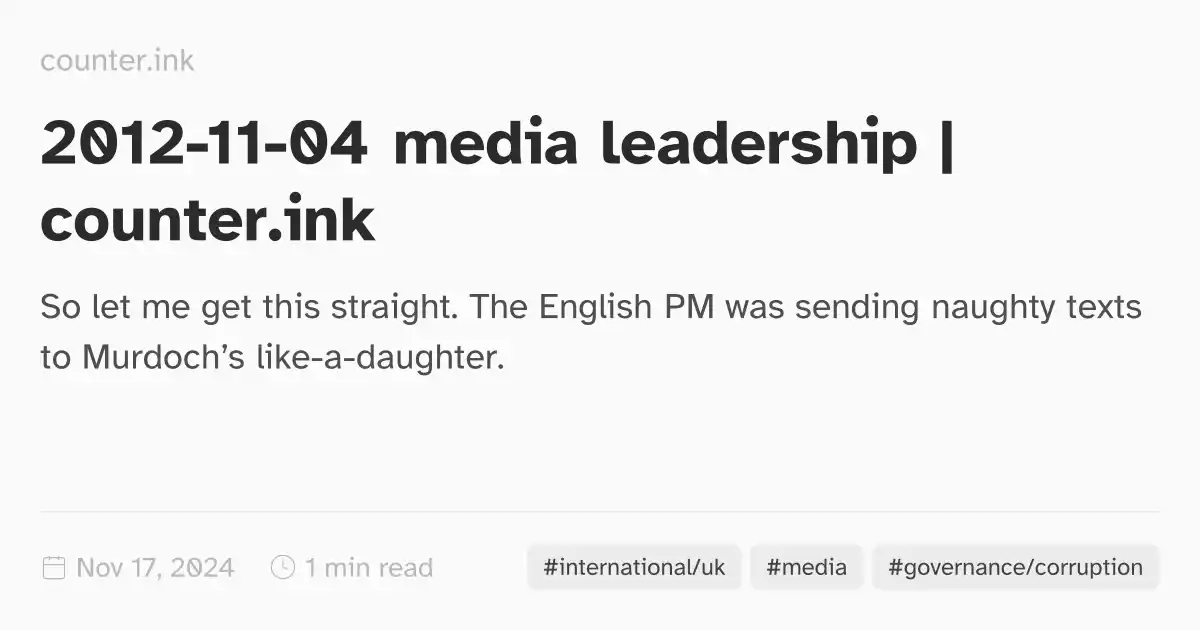 counter.ink
2012-11-04 media leadership |
counter.ink
So let me get this straight. The English PM was sending naughty texts
to Murdoch’s like-a-daughter.
Nov 17, 2024 1 min read #international/uk #media #governance/corruption